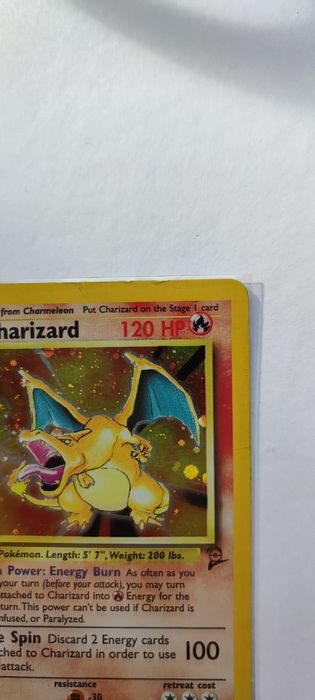 from Charmeleon Put Charizard on the Stage 1 card
harizard 120 HP
Pokémon. Length: 5' 7", Weight: 200 lbs.
Power: Energy Burn As often as you
your turn (before your attack), you may turn
ttached to Charizard into Energy for the
turn. This power can't be used if Charizard is
nfused, or Paralyzed.
e Spin Discard 2 Energy cards
ched to Charizard in order to use 100
attack.
resistance retreat cost
-30